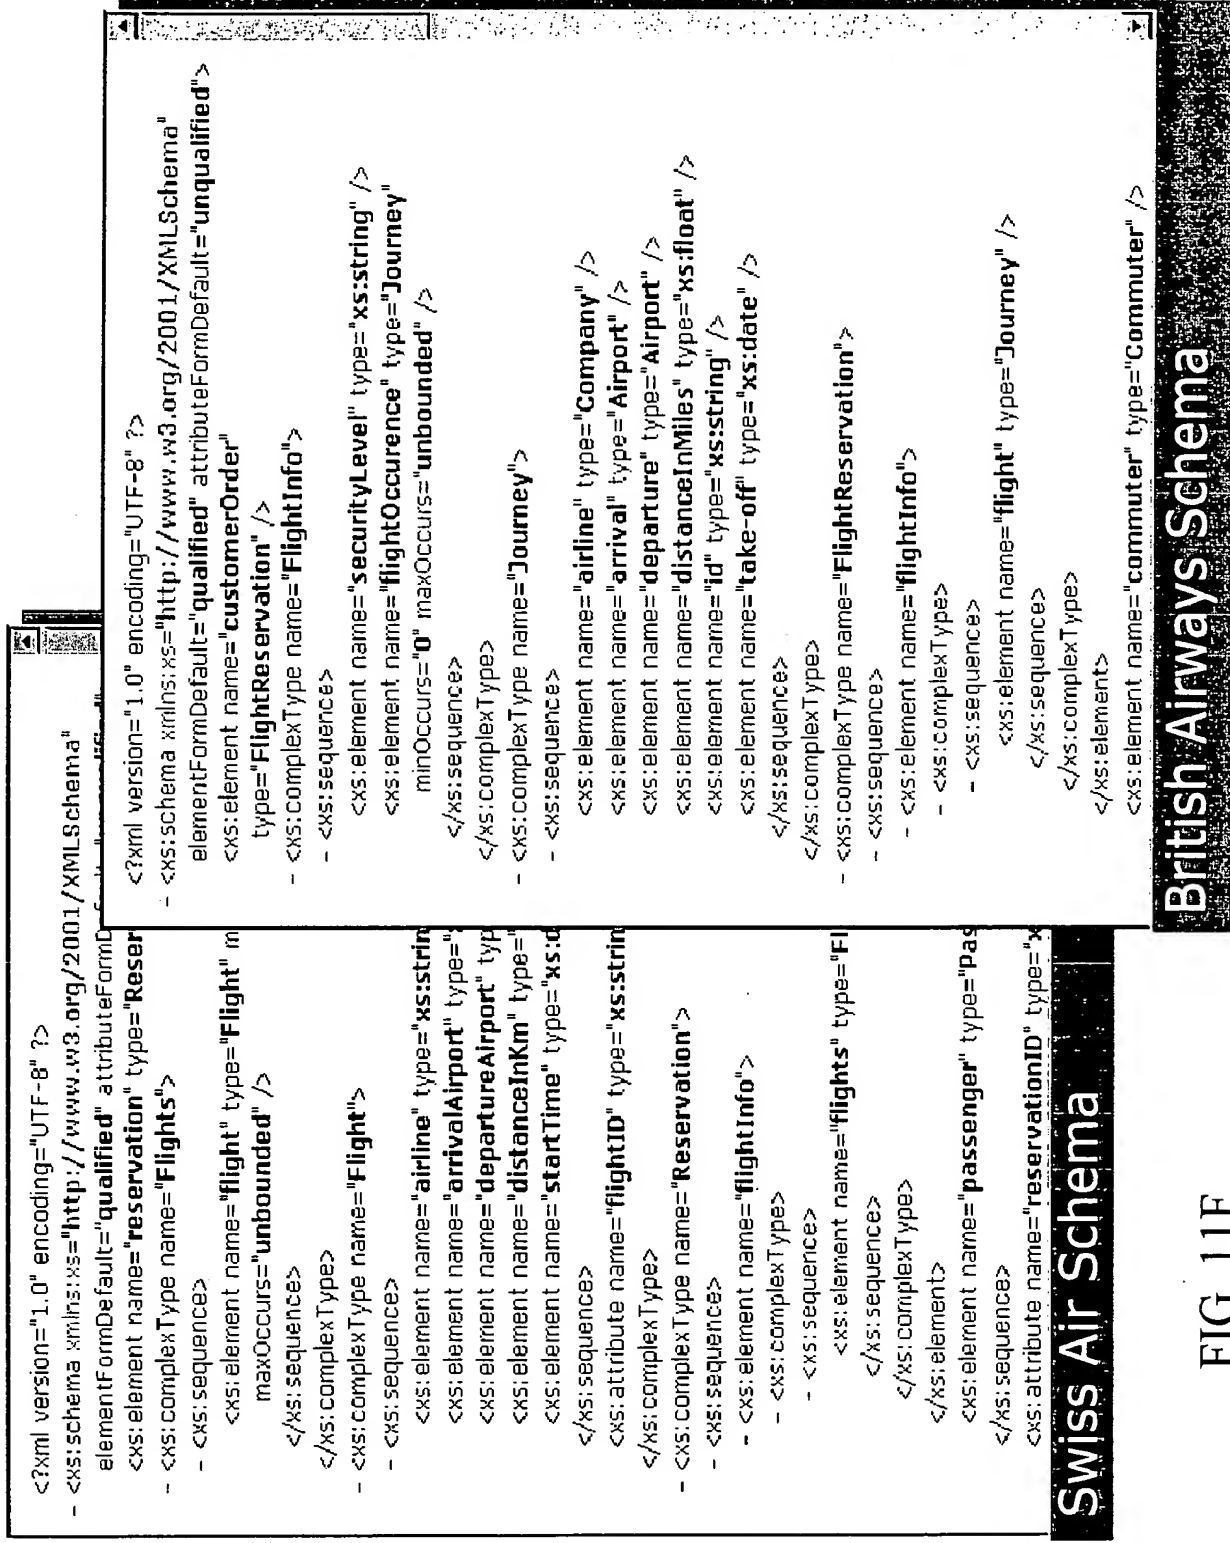 <?xml version="1.0" encoding="UTF-8" ?>
- <xs:schema xmlns:xs="http://www.w3.org/2001/XMLSchema"
elementFormDefault="qualified" attributeFormD
<xs:element name="reservation" type="Reser
- <xs:complexType name="Flights">
- <xs:sequence>
<xs:element name="flight" type="Flight" m
maxOccurs="unbounded" />
</xs:sequence>
</xs:complexType>
- <xs:complexType name="Flight">
- <xs:sequence>
<xs:element name="airline" type="xs:strin
<xs:element name="arrivalAirport" type="
<xs:element name="departureAirport" typ
<xs:element name="distanceInKm" type="
<xs:element name="startTime" type="xs:d
</xs:sequence>
<xs:attribute name="flightID" type="xs:strin
</xs:complexType>
- <xs:complexType name="Reservation">
- <xs:sequence>
- <xs:element name="flightInfo">
- <xs:complexType>
- <xs:sequence>
<xs:element name="flights" type="Fl
</xs:sequence>
</xs:complexType>
</xs:element>
<xs:element name="passenger" type="Pas
</xs:sequence>
<xs:attribute name="reservationID" type="x
Swiss Air Schema
<?xml version="1.0" encoding="UTF-8" ?>
- <xs:schema xmlns:xs="http://www.w3.org/2001/XMLSchema"
elementFormDefault="qualified" attributeFormDefault="unqualified">
<xs:element name="customerOrder"
type="FlightReservation" />
- <xs:complexType name="FlightInfo">
- <xs:sequence>
<xs:element name="securityLevel" type="xs:string" />
<xs:element name="flightOccurence" type="Journey"
minOccurs="0" maxOccurs="unbounded" />
</xs:sequence>
</xs:complexType>
- <xs:complexType name="Journey">
- <xs:sequence>
<xs:element name="airline" type="Company" />
<xs:element name="arrival" type="Airport" />
<xs:element name="departure" type="Airport" />
<xs:element name="distanceInMiles" type="xs:float" />
<xs:element name="id" type="xs:string" />
<xs:element name="take-off" type="xs:date" />
</xs:sequence>
</xs:complexType>
- <xs:complexType name="FlightReservation">
- <xs:sequence>
- <xs:element name="flightInfo">
- <xs:complexType>
- <xs:sequence>
<xs:element name="flight" type="Journey" />
</xs:sequence>
</xs:complexType>
</xs:element>
<xs:element name="commuter" type="Commuter" />
British Airways Schema